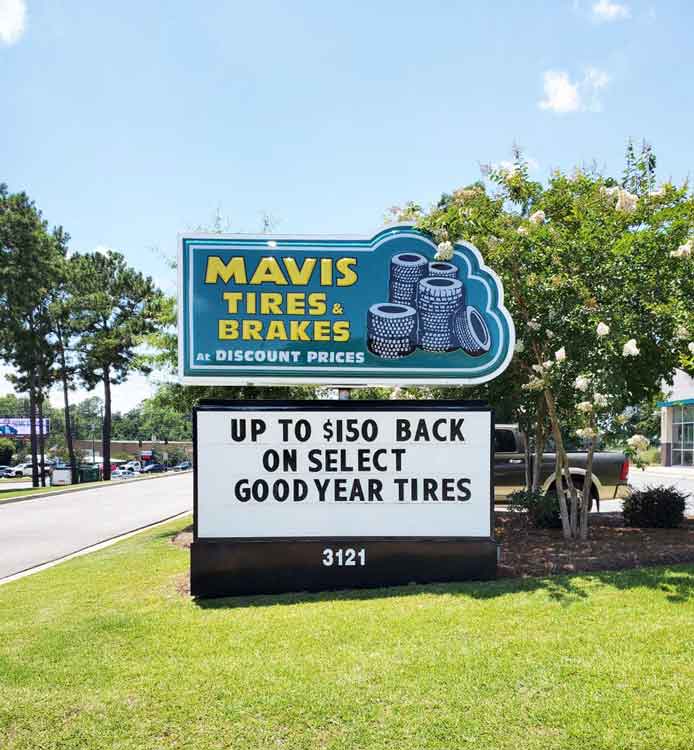 MAVIS
TIRES &
BRAKES
At DISCOUNT PRICES
UP TO $150 BACK
ON SELECT
GOODYEAR TIRES
3121